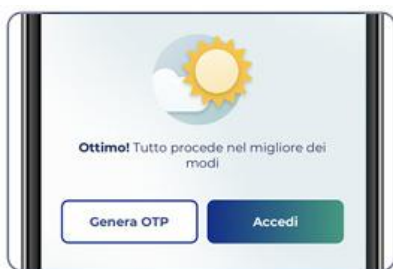 Ottimo! Tutto procede nel migliore dei
modi
Genera OTP
Accedi